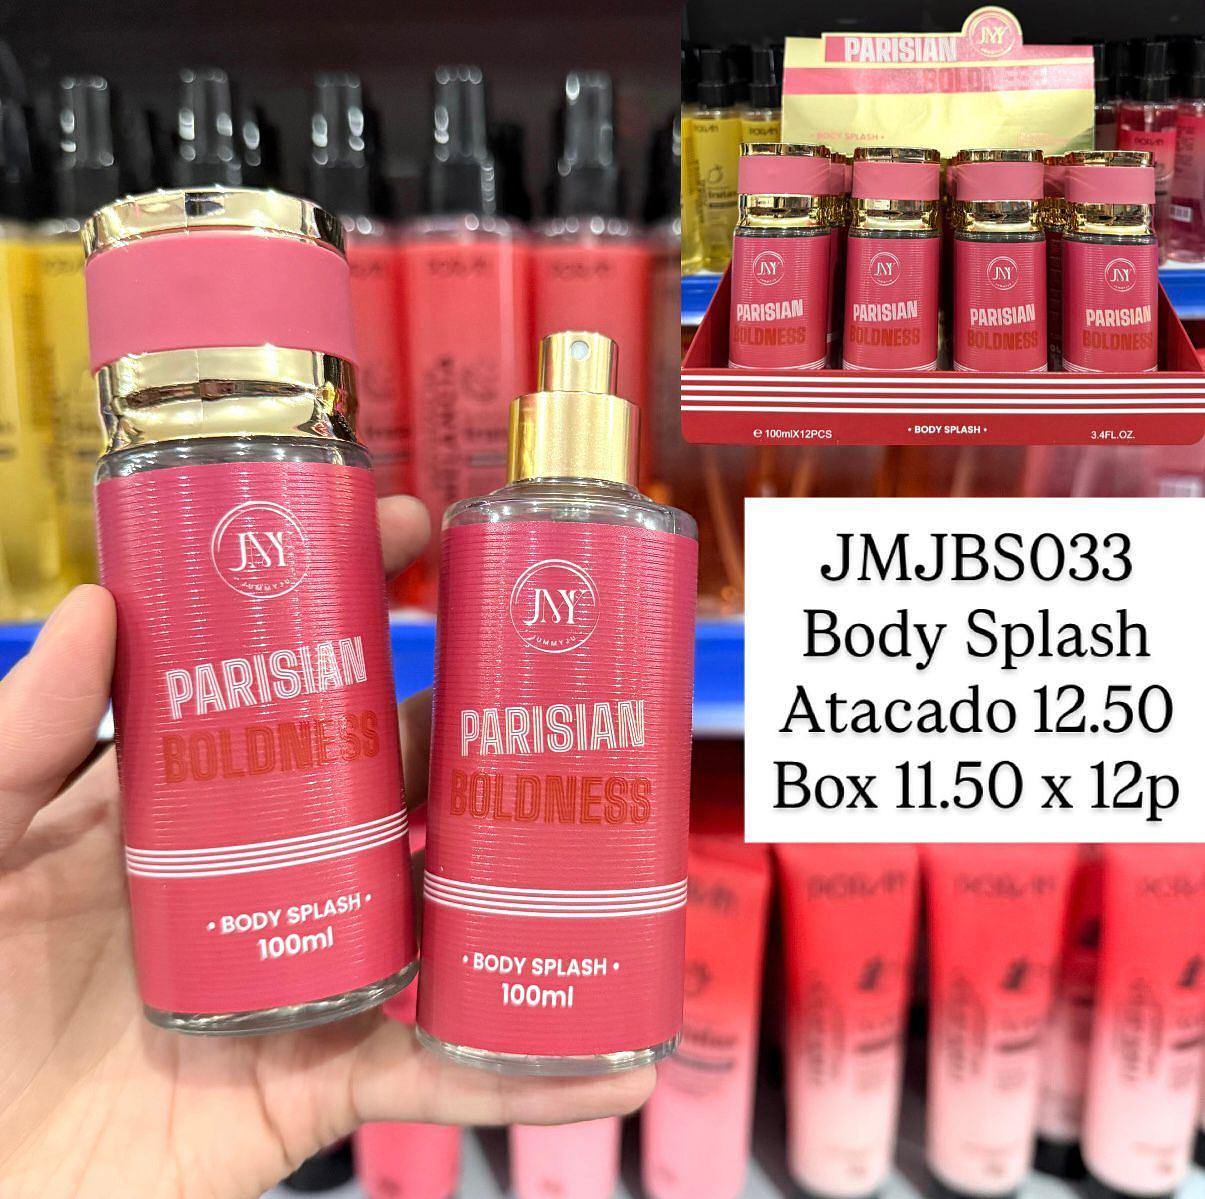 PARISIAN
JMY
BOLDNESS
• BODY SPLASH •
JMY
PARISIAN
BOLDNESS
JMY
PARISIAN
BOLDNESS
JMY
PARISIAN
BOLDNESS
JMY
PARISIAN
BOLDNESS
℮ 100mlX12PCS
• BODY SPLASH •
3.4FL.OZ.
JMY
JUMMYJU
PARISIAN
BOLDNESS
• BODY SPLASH •
100ml
JMY
JUMMYJU
PARISIAN
BOLDNESS
• BODY SPLASH •
100ml
JMJBS033
Body Splash
Atacado 12.50
Box 11.50 x 12p